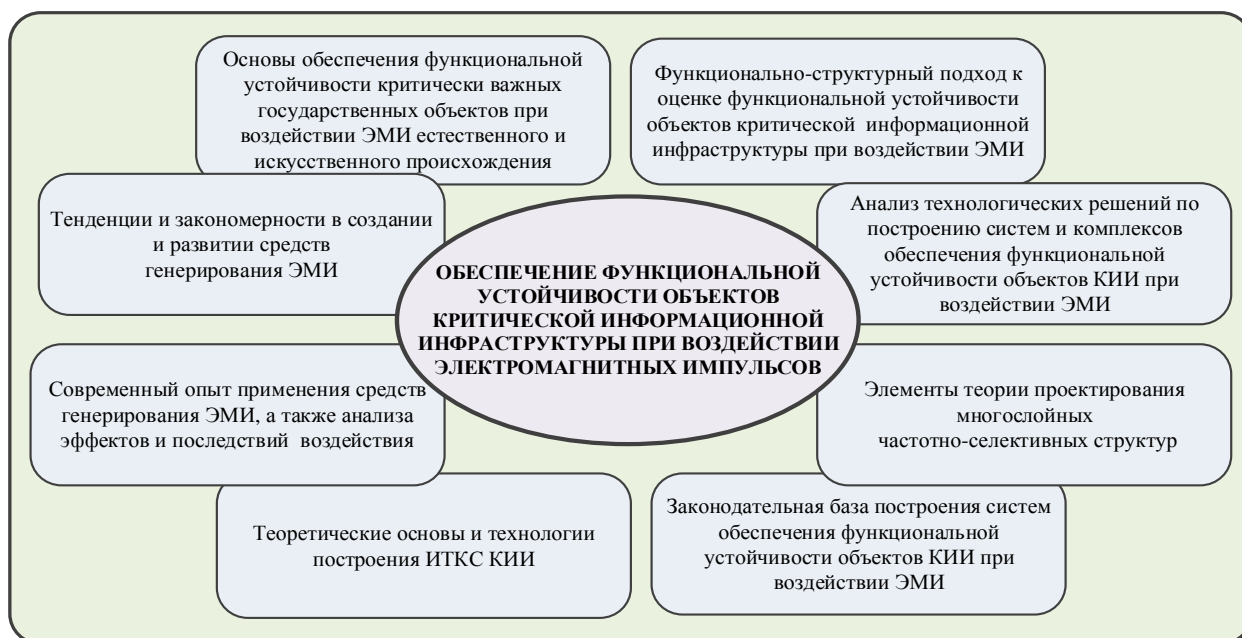 Основы обеспечения функциональной
устойчивости критически важных
государственных объектов при
воздействии ЭМИ естественного и
искусственного происхождения
Функционально-структурный подход к
оценке функциональной устойчивости
объектов критической информационной
инфраструктуры при воздействии ЭМИ
Тенденции и закономерности в создании
и развитии средств
генерирования ЭМИ
Анализ технологических решений по
построению систем и комплексов
обеспечения функциональной
устойчивости объектов КИИ при
воздействии ЭМИ
ОБЕСПЕЧЕНИЕ ФУНКЦИОНАЛЬНОЙ
УСТОЙЧИВОСТИ ОБЪЕКТОВ
КРИТИЧЕСКОЙ ИНФОРМАЦИОННОЙ
ИНФРАСТРУКТУРЫ ПРИ ВОЗДЕЙСТВИИ
ЭЛЕКТРОМАГНИТНЫХ ИМПУЛЬСОВ
Современный опыт применения средств
генерирования ЭМИ, а также анализа
эффектов и последствий воздействия
Элементы теории проектирования
многослойных
частотно-селективных структур
Теоретические основы и технологии
построения ИТКС КИИ
Законодательная база построения систем
обеспечения функциональной
устойчивости объектов КИИ при
воздействии ЭМИ